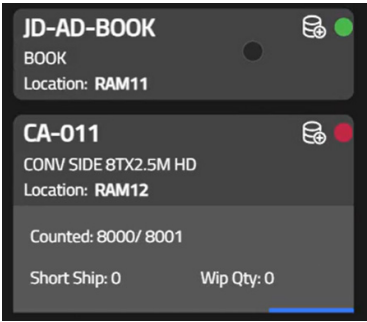 JD-AD-BOOK
BOOK
Location: RAM11
CA-011
CONV SIDE 8TX2.5M HD
Location: RAM12
Counted: 8000/ 8001
Short Ship: 0 Wip Qty: 0